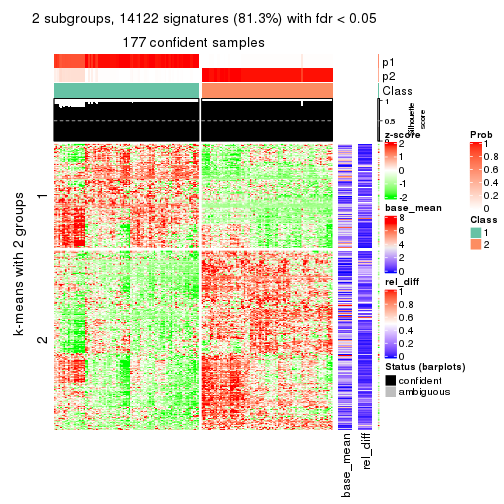 2 subgroups, 14122 signatures (81.3%) with fdr < 0.05
177 confident samples
p1
p2
Class
1
0.5
0
Silhouette
score
k-means with 2 groups
1
2
base_mean
rel_diff
z-score
2
1
0
-1
-2
base_mean
8
6
4
2
0
rel_diff
1
0.8
0.6
0.4
0.2
0
Status (barplots)
confident
ambiguous
Prob
1
0.8
0.6
0.4
0.2
0
Class
1
2